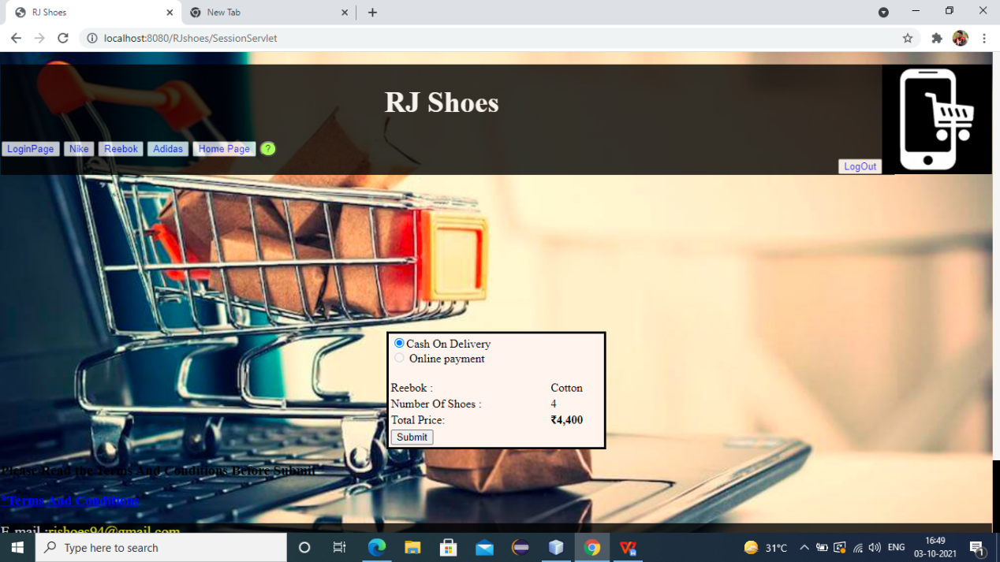 RJ Shoes
New Tab
localhost:8080/RJshoes/SessionServlet
RJ Shoes
LoginPage Nike Reebok Adidas Home Page ?
LogOut
Cash On Delivery
Online payment
Reebok : Cotton
Number Of Shoes : 4
Total Price: ₹4,400
Submit
Please Read the Terms And Conditions Before Submit
*Terms And Conditions
E-mail :rjshoes94@gmail.com
Type here to search
31°C
ENG
16:49
03-10-2021
1